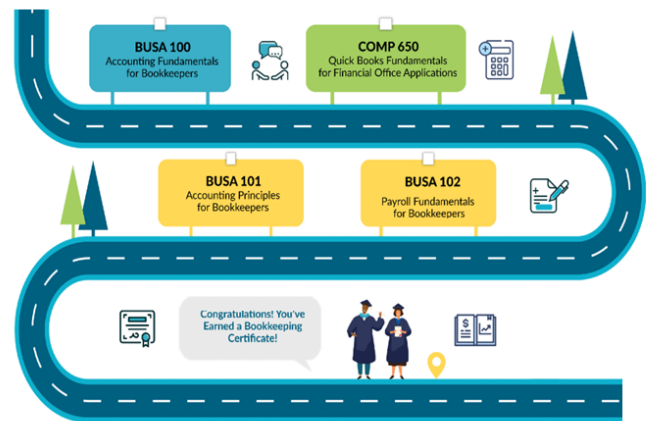 BUSA 100
Accounting Fundamentals
for Bookkeepers
COMP 650
Quick Books Fundamentals
for Financial Office Applications
BUSA 101
Accounting Principles
for Bookkeepers
BUSA 102
Payroll Fundamentals
for Bookkeepers
Congratulations! You've
Earned a Bookkeeping
Certificate!